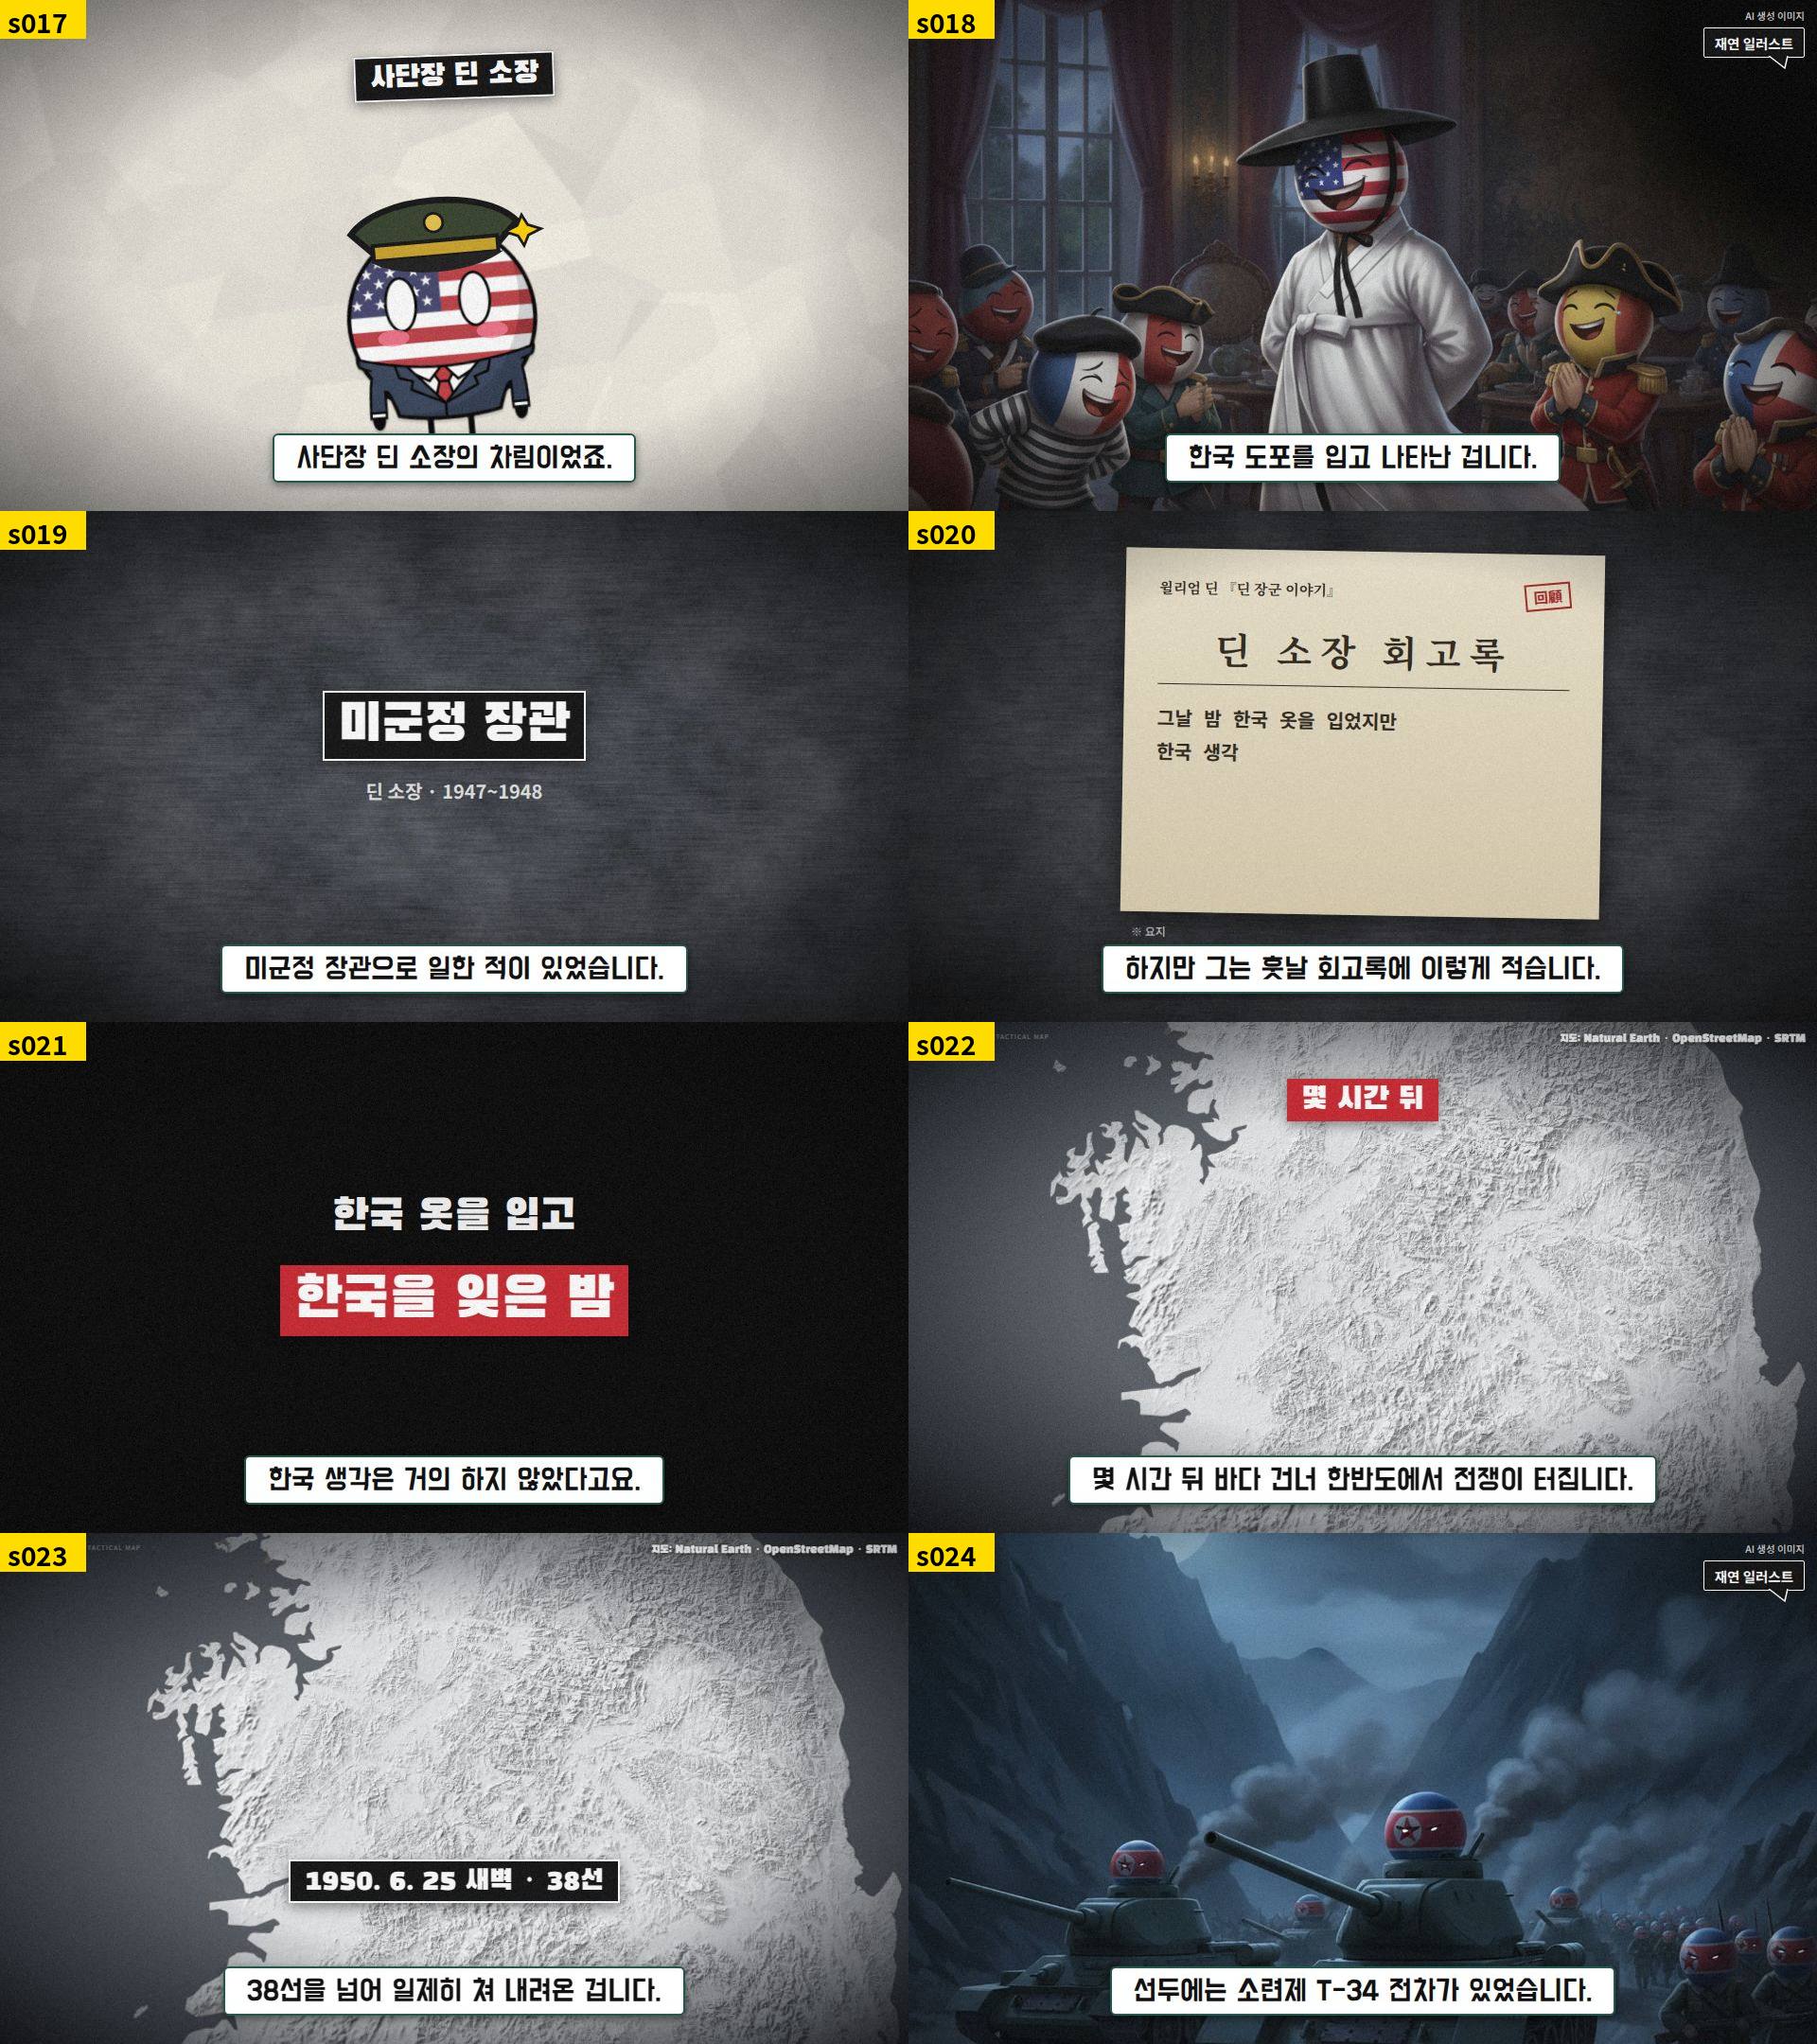 s017
사단장 딘 소장
사단장 딘 소장의 차림이었죠.
s018
AI 생성 이미지
재연 일러스트
한국 도포를 입고 나타난 겁니다.
s019
미군정 장관
딘 소장 · 1947~1948
미군정 장관으로 일한 적이 있었습니다.
s020
윌리엄 딘 『딘 장군 이야기』
回顧
딘 소장 회고록
그날 밤 한국 옷을 입었지만
한국 생각
※ 요지
하지만 그는 훗날 회고록에 이렇게 적습니다.
s021
한국 옷을 입고
한국을 잊은 밤
한국 생각은 거의 하지 않았다고요.
s022
TACTICAL MAP
지도: Natural Earth · OpenStreetMap · SRTM
몇 시간 뒤
몇 시간 뒤 바다 건너 한반도에서 전쟁이 터집니다.
s023
TACTICAL MAP
지도: Natural Earth · OpenStreetMap · SRTM
1950. 6. 25 새벽 · 38선
38선을 넘어 일제히 쳐 내려온 겁니다.
s024
AI 생성 이미지
재연 일러스트
선두에는 소련제 T-34 전차가 있었습니다.